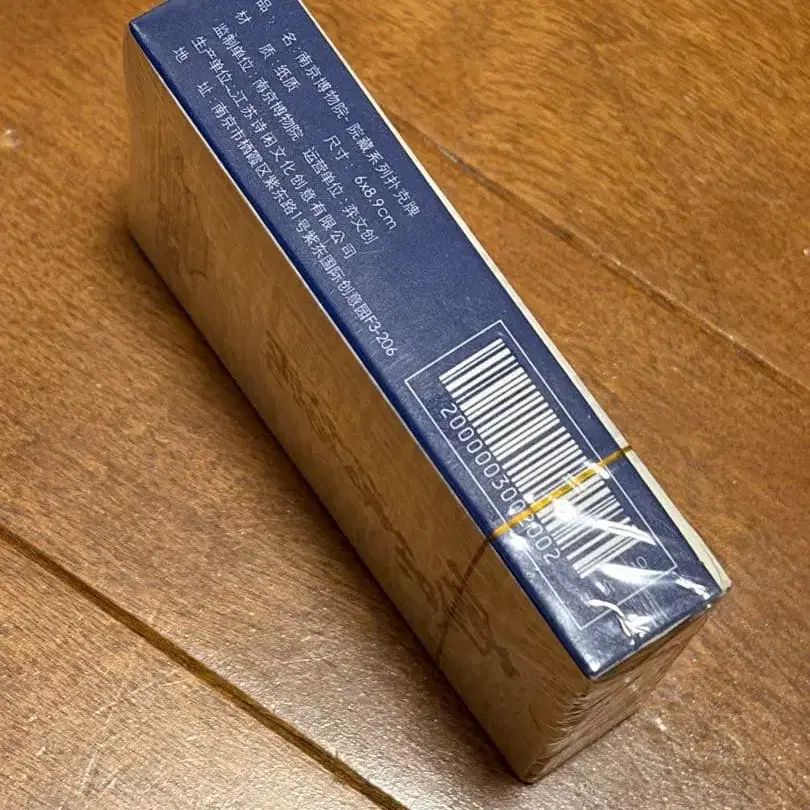 品 名：南京博物院·院藏系列扑克牌
材 质：纸质 尺寸：6x8.9cm
监制单位：南京博物院 运营单位：弈文创
生产单位：江苏诗闲文化创意有限公司
地 址 南京市栖霞区紫东路1号紫东国际创意园F3-206
2000003002002